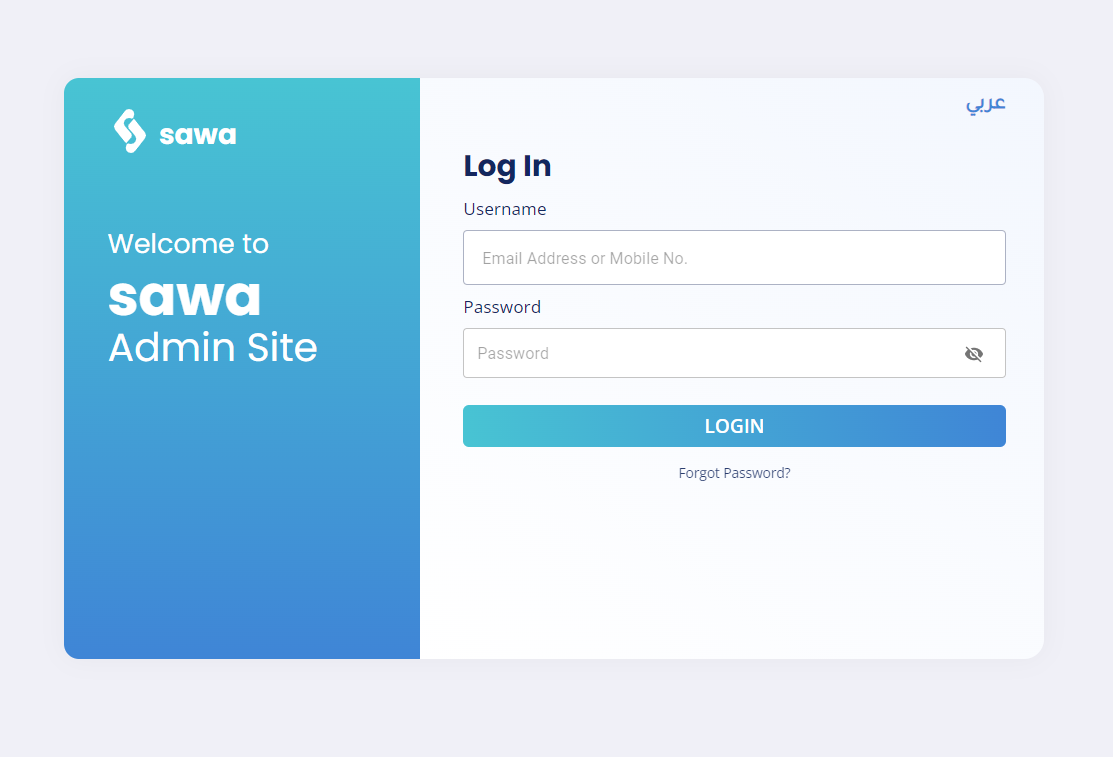 sawa
Welcome to
sawa
Admin Site
عربي
Log In
Username
Email Address or Mobile No.
Password
Password
LOGIN
Forgot Password?